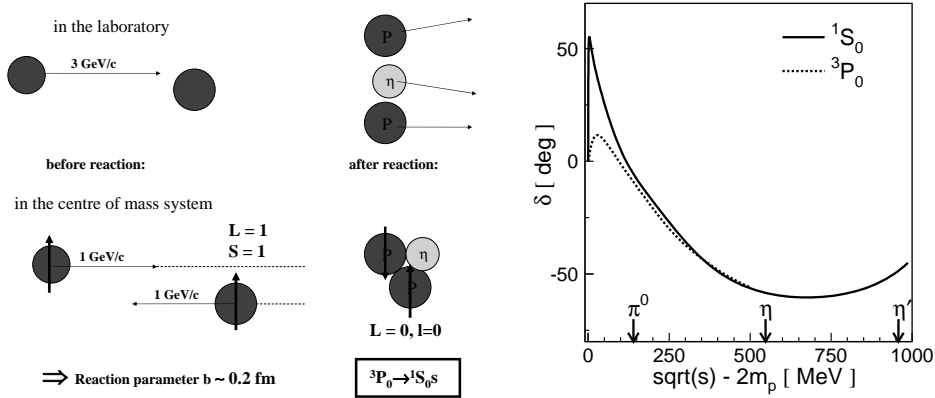 in the laboratory
3 GeV/c
P
η
P
before reaction:
after reaction:
in the centre of mass system
L = 1
S = 1
1 GeV/c
1 GeV/c
P
η
P
L = 0, l=0
⇒ Reaction parameter b ~ 0.2 fm
³P₀→¹S₀s
¹S₀
³P₀
δ [ deg ]
50
0
-50
π⁰
η
η′
0
250
500
750
1000
sqrt(s) - 2mₚ [ MeV ]